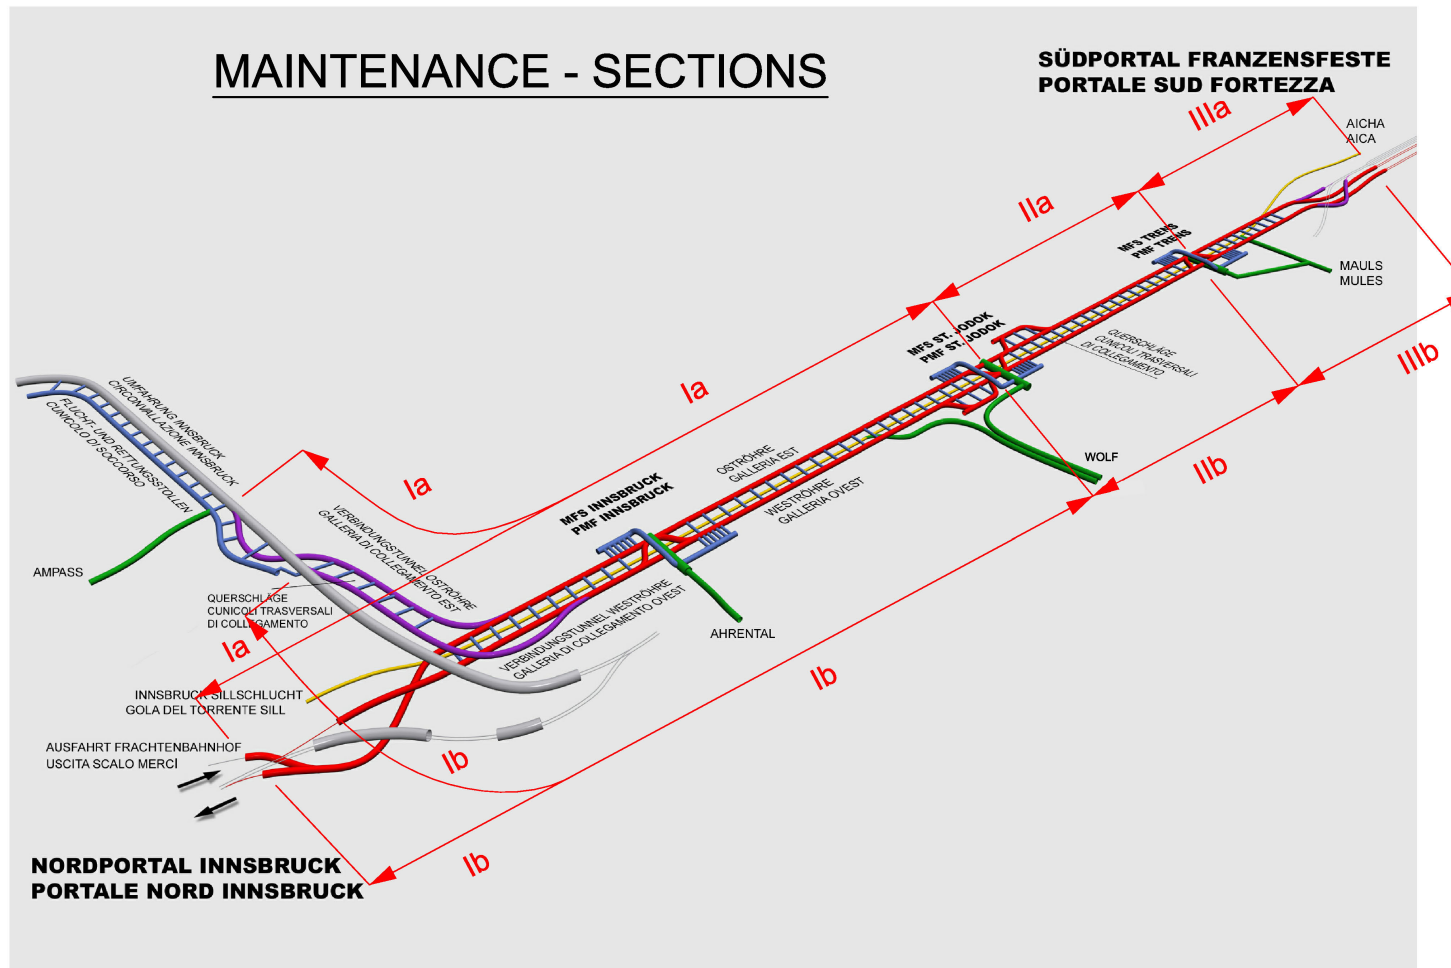 MAINTENANCE - SECTIONS
SÜDPORTAL FRANZENSFESTE
PORTALE SUD FORTEZZA
IIIa
AICHA
AICA
IIa
MFS TRENS
PMF TRENS
MAULS
MULES
MFS ST. JODOK
PMF ST. JODOK
QUERSCHLÄGE
CUNICOLI TRASVERSALI
DI COLLEGAMENTO
IIIb
Ia
UMFAHRUNG INNSBRUCK
CIRCONVALLAZIONE INNSBRUCK
FLUCHT- UND RETTUNGSSTOLLEN
CUNICOLO DI SOCCORSO
OSTRÖHRE
GALLERIA EST
WOLF
IIb
Ia
MFS INNSBRUCK
PMF INNSBRUCK
WESTRÖHRE
GALLERIA OVEST
VERBINDUNGSTUNNEL OSTRÖHRE
GALLERIA DI COLLEGAMENTO EST
AMPASS
QUERSCHLÄGE
CUNICOLI TRASVERSALI
DI COLLEGAMENTO
AHRENTAL
VERBINDUNGSTUNNEL WESTRÖHRE
GALLERIA DI COLLEGAMENTO OVEST
Ia
Ib
INNSBRUCK SILLSCHLUCHT
GOLA DEL TORRENTE SILL
AUSFAHRT FRACHTENBAHNHOF
USCITA SCALO MERCI
Ib
Ib
NORDPORTAL INNSBRUCK
PORTALE NORD INNSBRUCK